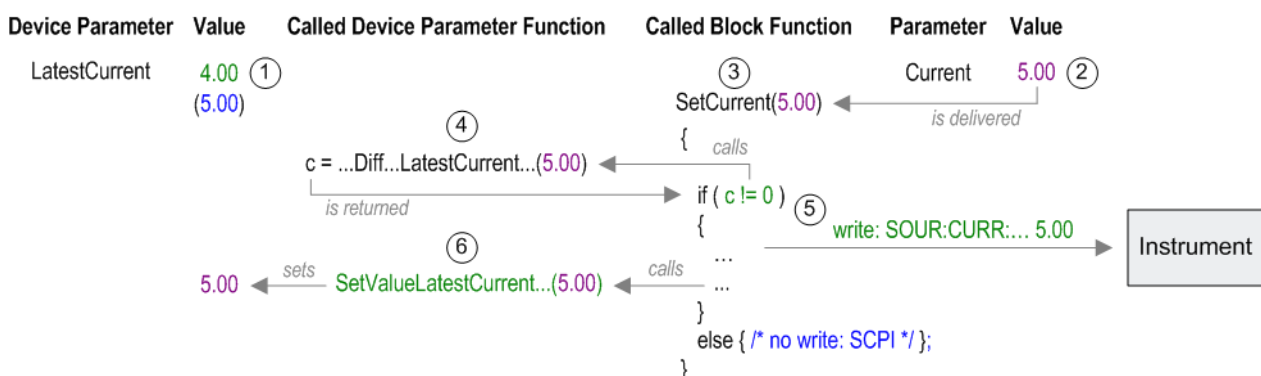 Device Parameter Value Called Device Parameter Function Called Block Function Parameter Value
LatestCurrent 4.00 1 3 Current 5.00 2
(5.00) SetCurrent(5.00) is delivered
4 {
c = ...Diff...LatestCurrent...(5.00) calls
is returned if ( c != 0 ) 5
{ write: SOUR:CURR:… 5.00 Instrument
6 …
5.00 sets SetValueLatestCurrent...(5.00) calls ...
}
else { /* no write: SCPI */ };
}